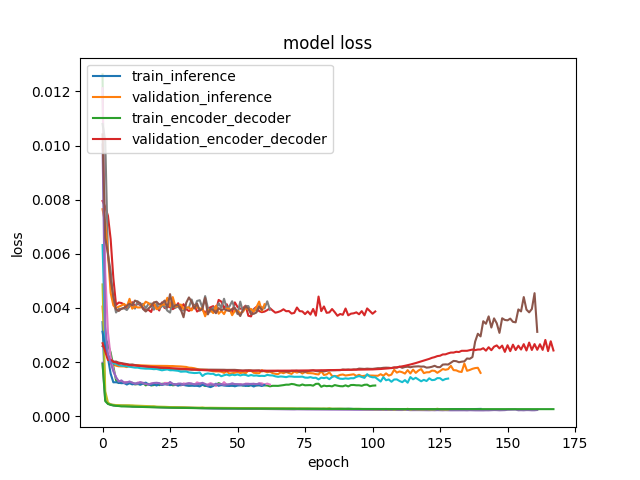 model loss
train_inference
validation_inference
train_encoder_decoder
validation_encoder_decoder
0.012
0.010
0.008
0.006
0.004
0.002
0.000
loss
0 25 50 75 100 125 150 175
epoch